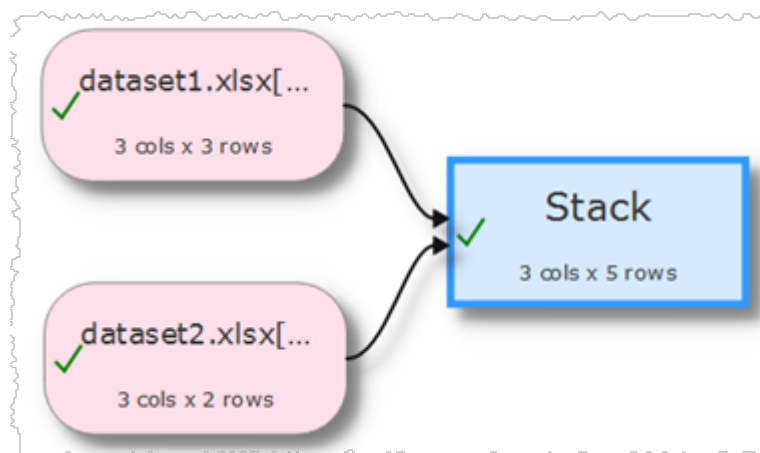 dataset1.xlsx[...
3 cols x 3 rows
Stack
3 cols x 5 rows
dataset2.xlsx[...
3 cols x 2 rows